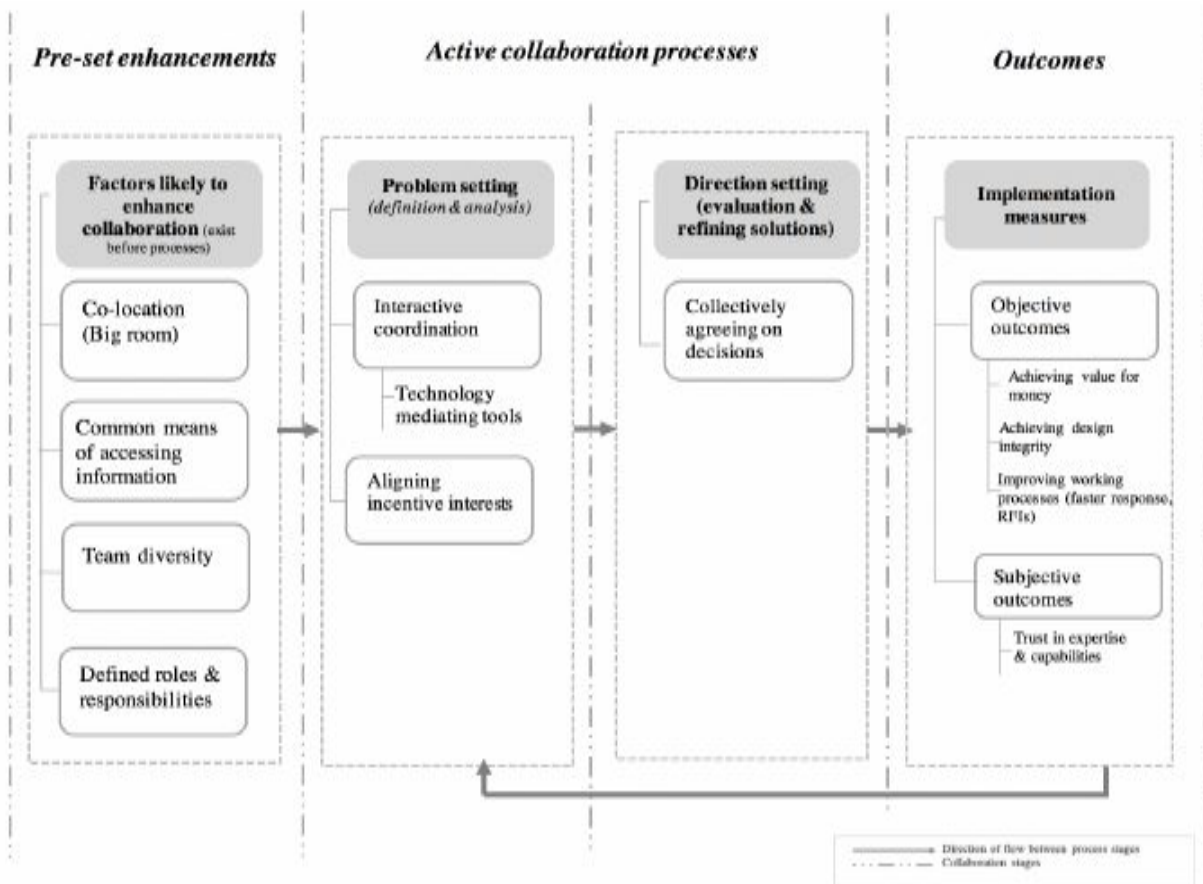 Pre-set enhancements
Active collaboration processes
Outcomes
Factors likely to
enhance
collaboration (exist
before processes)
Co-location
(Big room)
Common means
of accessing
information
Team diversity
Defined roles &
responsibilities
Problem setting
(definition & analysis)
Interactive
coordination
Technology
mediating tools
Aligning
incentive interests
Direction setting
(evaluation &
refining solutions)
Collectively
agreeing on
decisions
Implementation
measures
Objective
outcomes
Achieving value for
money
Achieving design
integrity
Improving working
processes (faster response,
RFIs)
Subjective
outcomes
Trust in expertise
& capabilities
Direction of flow between process stages
Collaboration stages